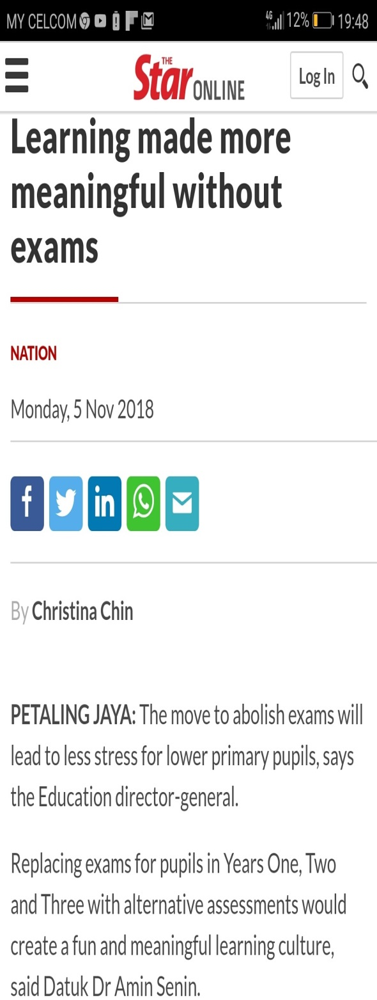 MY CELCOM 4G 12% 19:48
THE Star ONLINE Log In
Learning made more
meaningful without
exams
NATION
Monday, 5 Nov 2018
By Christina Chin
PETALING JAYA: The move to abolish exams will
lead to less stress for lower primary pupils, says
the Education director-general.
Replacing exams for pupils in Years One, Two
and Three with alternative assessments would
create a fun and meaningful learning culture,
said Datuk Dr Amin Senin.